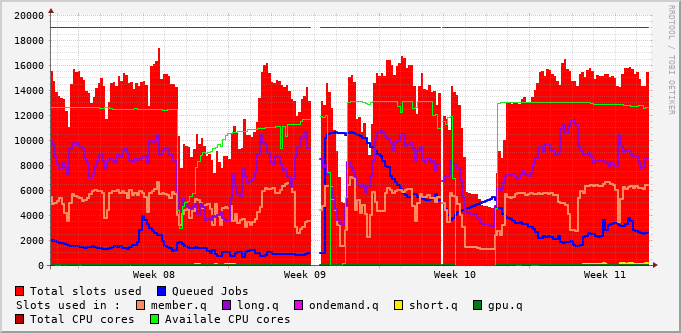 20000
18000
16000
14000
12000
10000
8000
6000
4000
2000
0
Week 08 Week 09 Week 10 Week 11
Total slots used Queued Jobs
Slots used in : member.q long.q ondemand.q short.q gpu.q
Total CPU cores Availale CPU cores
RRDTOOL / TOBI OETIKER